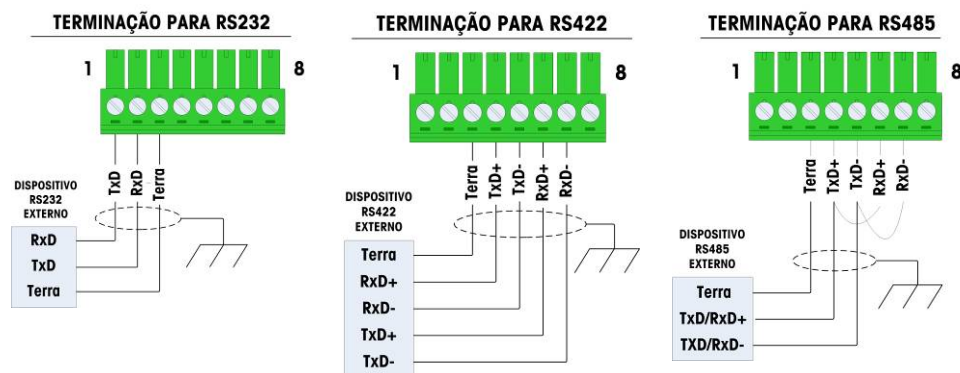 TERMINAÇÃO PARA RS232
1
8
TxD
RxD
Terra
DISPOSITIVO
RS232
EXTERNO
RxD
TxD
Terra
TERMINAÇÃO PARA RS422
1
8
Terra
TxD+
TxD-
RxD+
RxD-
DISPOSITIVO
RS422
EXTERNO
Terra
RxD+
RxD-
TxD+
TxD-
TERMINAÇÃO PARA RS485
1
8
Terra
TxD+
TxD-
RxD+
RxD-
DISPOSITIVO
RS485
EXTERNO
Terra
TxD/RxD+
TXD/RxD-